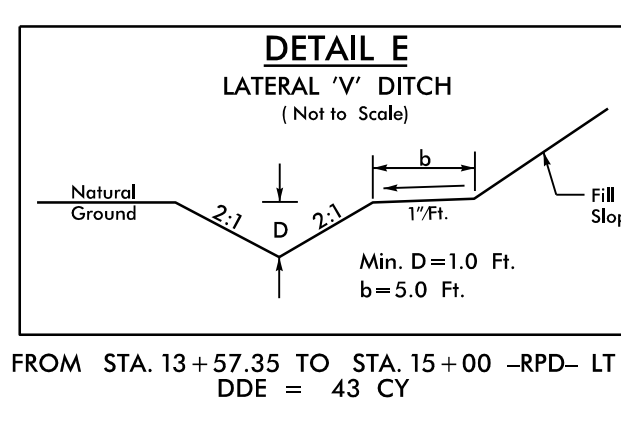 DETAIL E
LATERAL 'V' DITCH
( Not to Scale)
b
Natural
Ground
2:1
D
2:1
1"/Ft.
Fill
Min. D=1.0 Ft.
b=5.0 Ft.
FROM STA. 13+57.35 TO STA. 15+00 -RPD- LT
DDE = 43 CY